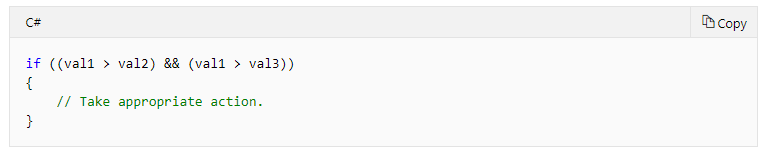 C#
Copy
if ((val1 > val2) && (val1 > val3))
{
    // Take appropriate action.
}